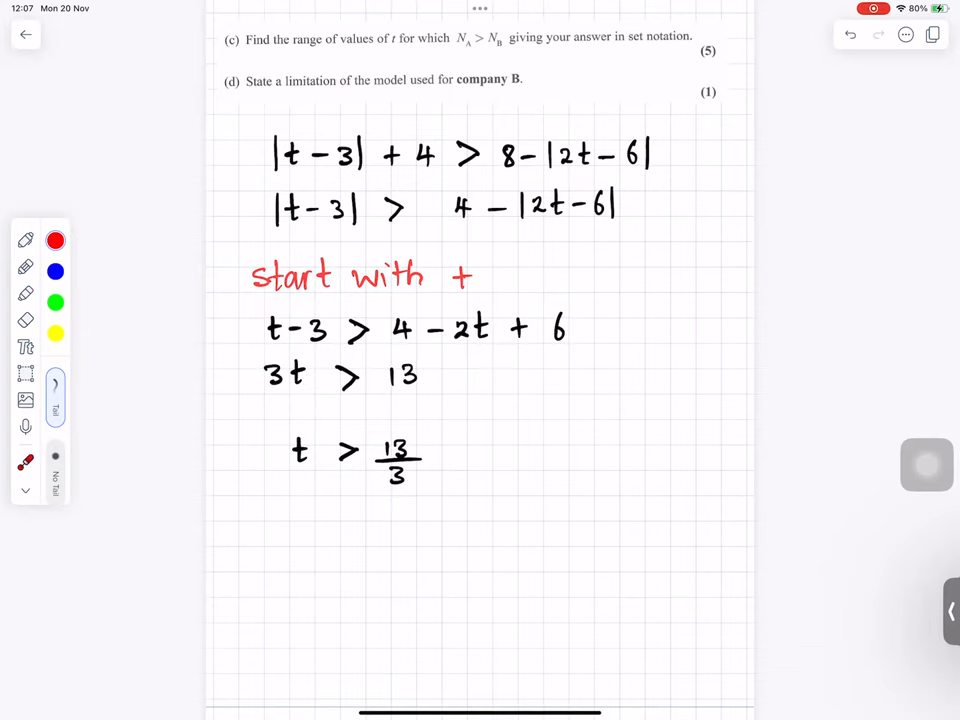 12:07 Mon 20 Nov
80%
(c) Find the range of values of t for which N_A > N_B giving your answer in set notation.
(5)
(d) State a limitation of the model used for company B.
(1)
|t - 3| + 4 > 8 - |2t - 6|
|t - 3| > 4 - |2t - 6|
start with +
t - 3 > 4 - 2t + 6
3t > 13
t > 13/3
Tt
Tail
No Tail